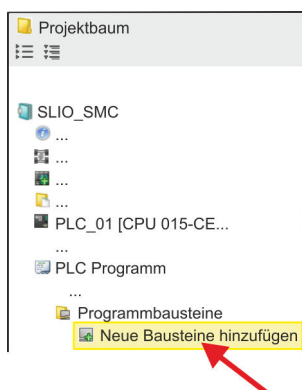 Projektbaum
SLIO_SMC
...
...
...
...
PLC_01 [CPU 015-CE...
...
PLC Programm
...
Programmbausteine
Neue Bausteine hinzufügen